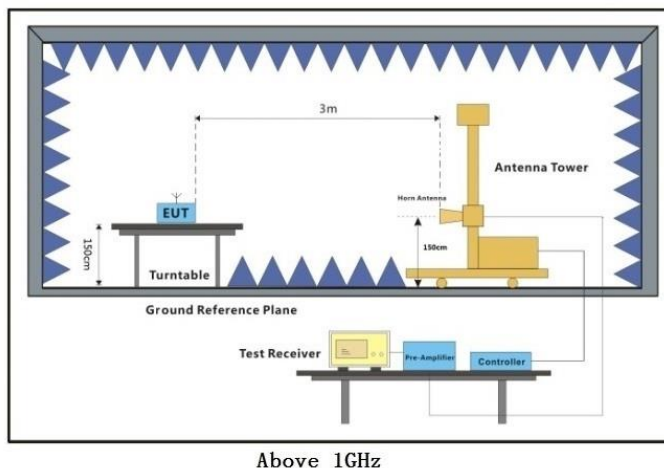 3m
Antenna Tower
Horn Antenna
EUT
150cm
150cm
Turntable
Ground Reference Plane
Test Receiver
Pre-Amplifier
Controller
Above 1GHz